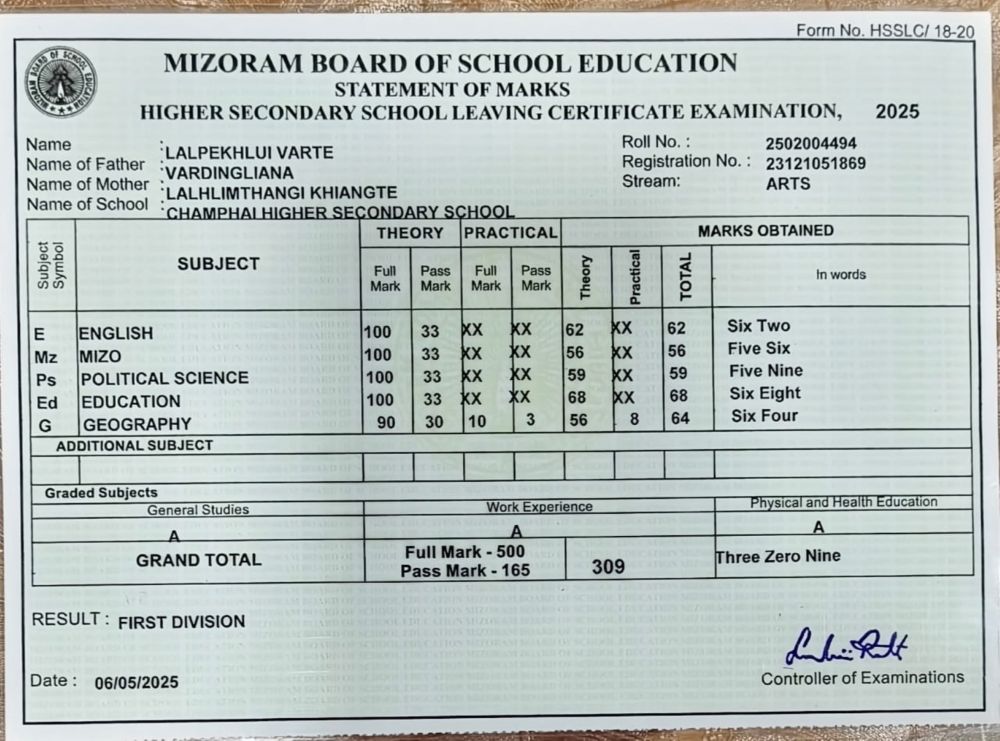 Form No. HSSLC/ 18-20
MIZORAM BOARD OF SCHOOL EDUCATION
MIZORAM BOARD OF SCHOOL EDUCATION
STATEMENT OF MARKS
HIGHER SECONDARY SCHOOL LEAVING CERTIFICATE EXAMINATION, 2025
Name : LALPEKHLUI VARTE
Name of Father : VARDINGLIANA
Name of Mother : LALHLIMTHANGI KHIANGTE
Name of School : CHAMPHAI HIGHER SECONDARY SCHOOL
Roll No. : 2502004494
Registration No. : 23121051869
Stream: ARTS
Subject Symbol SUBJECT THEORY PRACTICAL MARKS OBTAINED
Full Mark Pass Mark Full Mark Pass Mark Theory Practical TOTAL In words
E ENGLISH 100 33 XX XX 62 XX 62 Six Two
Mz MIZO 100 33 XX XX 56 XX 56 Five Six
Ps POLITICAL SCIENCE 100 33 XX XX 59 XX 59 Five Nine
Ed EDUCATION 100 33 XX XX 68 XX 68 Six Eight
G GEOGRAPHY 90 30 10 3 56 8 64 Six Four
ADDITIONAL SUBJECT
Graded Subjects
General Studies Work Experience Physical and Health Education
A A A
GRAND TOTAL Full Mark - 500 309 Three Zero Nine
Pass Mark - 165
RESULT : FIRST DIVISION
Date : 06/05/2025
Controller of Examinations